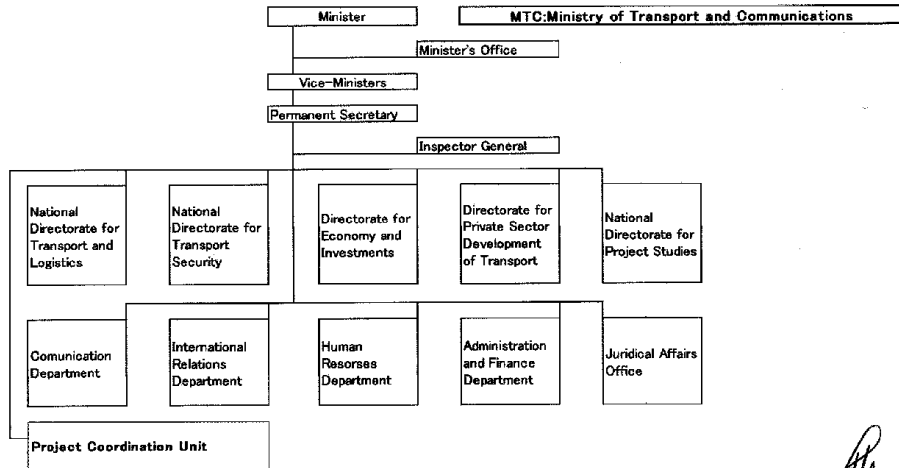 Minister
MTC:Ministry of Transport and Communications
Minister's Office
Vice-Ministers
Permanent Secretary
Inspector General
National
Directorate for
Transport and
Logistics
National
Directorate for
Transport
Security
Directorate for
Economy and
Investments
Directorate for
Private Sector
Development
of Transport
National
Directorate for
Project Studies
Comunication
Department
International
Relations
Department
Human
Resorses
Department
Administration
and Finance
Department
Juridical Affairs
Office
Project Coordination Unit